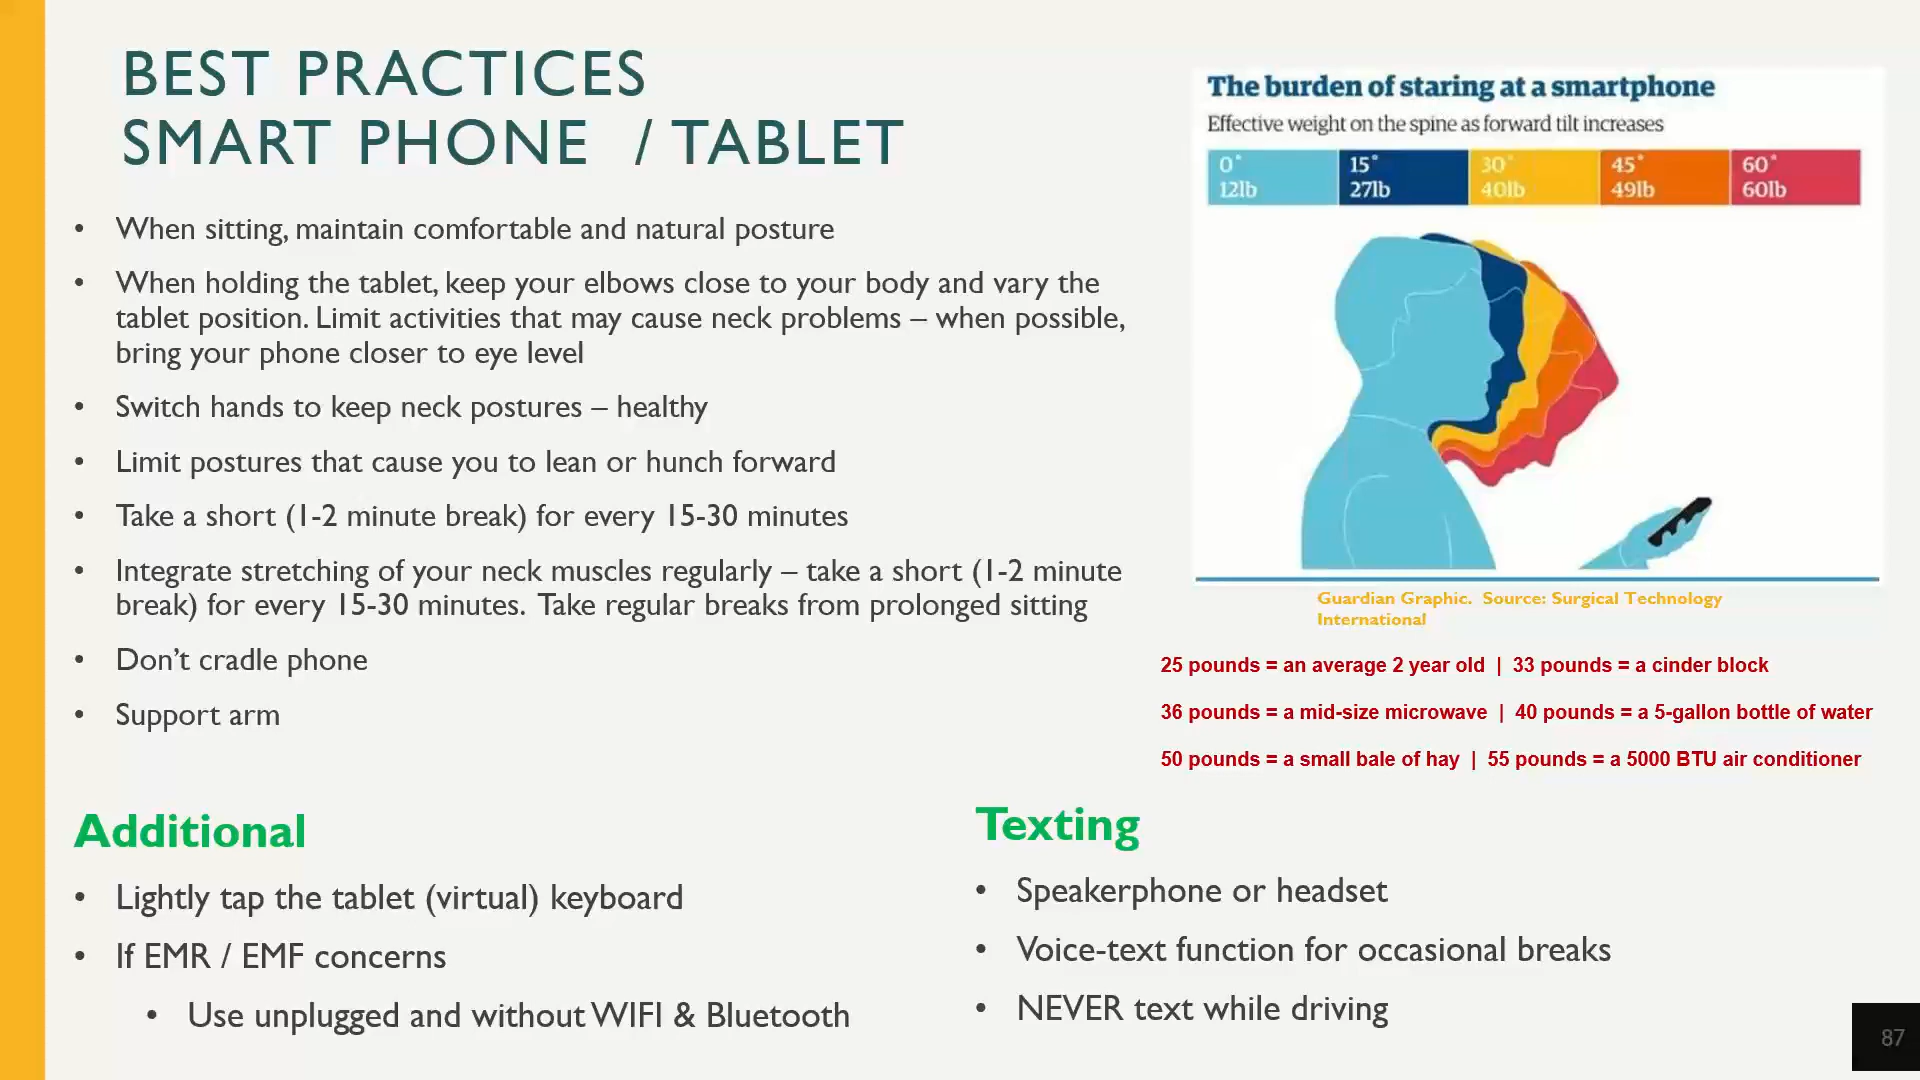 BEST PRACTICES
SMART PHONE / TABLET
• When sitting, maintain comfortable and natural posture
• When holding the tablet, keep your elbows close to your body and vary the
tablet position. Limit activities that may cause neck problems – when possible,
bring your phone closer to eye level
• Switch hands to keep neck postures – healthy
• Limit postures that cause you to lean or hunch forward
• Take a short (1-2 minute break) for every 15-30 minutes
• Integrate stretching of your neck muscles regularly – take a short (1-2 minute
break) for every 15-30 minutes. Take regular breaks from prolonged sitting
• Don’t cradle phone
• Support arm
The burden of staring at a smartphone
Effective weight on the spine as forward tilt increases
0° 15° 30° 45° 60°
12lb 27lb 40lb 49lb 60lb
Guardian Graphic. Source: Surgical Technology
International
25 pounds = an average 2 year old | 33 pounds = a cinder block
36 pounds = a mid-size microwave | 40 pounds = a 5-gallon bottle of water
50 pounds = a small bale of hay | 55 pounds = a 5000 BTU air conditioner
Additional
• Lightly tap the tablet (virtual) keyboard
• If EMR / EMF concerns
• Use unplugged and without WIFI & Bluetooth
Texting
• Speakerphone or headset
• Voice-text function for occasional breaks
• NEVER text while driving
87